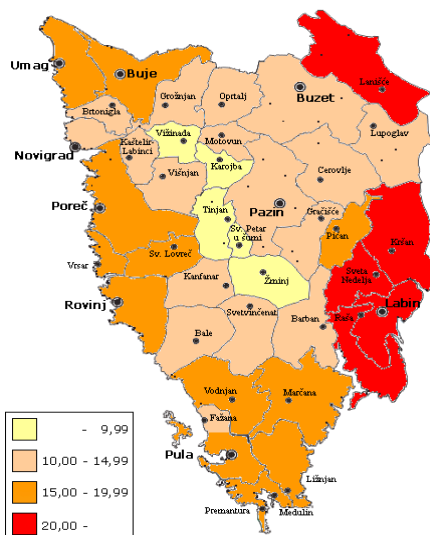 Umag
Buje
Grožnjan
Oprtalj
Buzet
Lanišće
Brtonigla
Lupoglav
Novigrad
Kaštelir-
Labinci
Vižinada
Motovun
Karojba
Višnjan
Cerovlje
Poreč
Tinjan
Pazin
Gračišće
Sv. Petar
u šumi
Pićan
Kršan
Vrsar
Sv. Lovreč
Sveta
Nedelja
Rovinj
Kanfanar
Žminj
Labin
Svetvinčenat
Raša
Barban
Bale
Vodnjan
Marčana
Fažana
Pula
Ližnjan
Premantura
Medulin
- 9,99
10,00 - 14,99
15,00 - 19,99
20,00 -